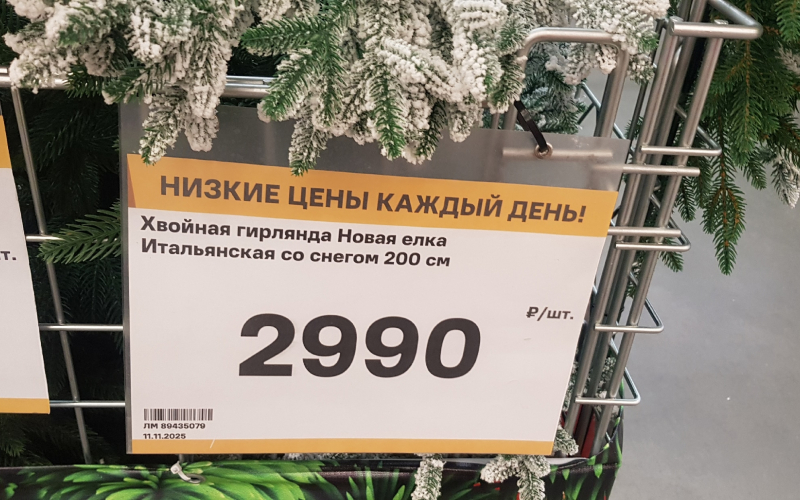 НИЗКИЕ ЦЕНЫ КАЖДЫЙ ДЕНЬ!
Хвойная гирлянда Новая елка
Итальянская со снегом 200 см
₽/шт.
2990
ЛМ 89435079
11.11.2025
т.